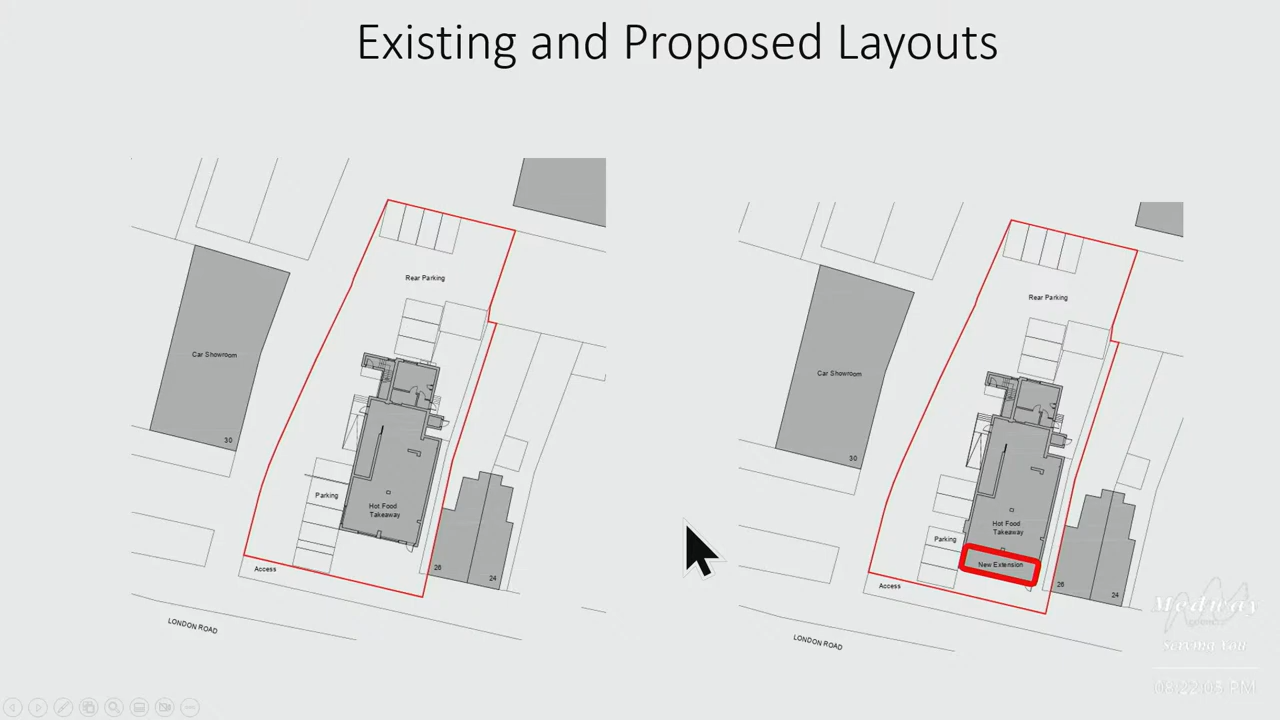 Existing and Proposed Layouts
Rear Parking
Car Showroom
30
Parking
Hot Food
Takeaway
26
24
Access
LONDON ROAD
Rear Parking
Car Showroom
30
Parking
Hot Food
Takeaway
New Extension
26
24
Access
LONDON ROAD
Medway
Serving You